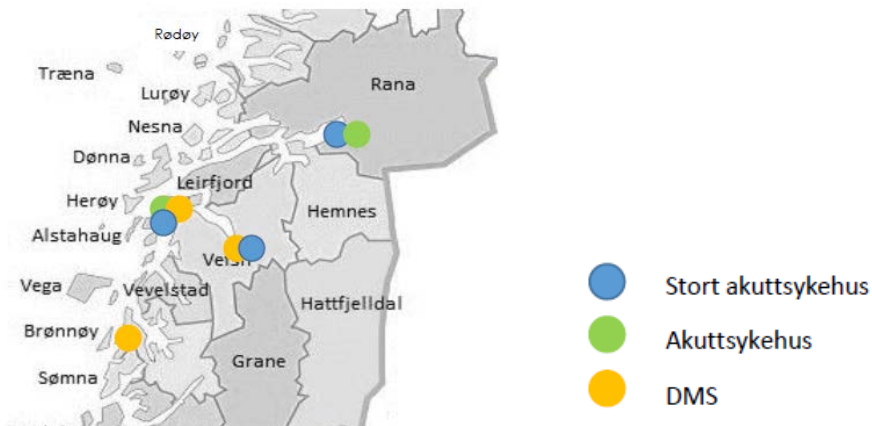 Rødøy
Træna
Rana
Lurøy
Nesna
Dønna
Leirfjord
Herøy
Hemnes
Alstahaug
Vega
Vevelstad
Hattfjelldal
Brønnøy
Grane
Sømna
Stort akuttsykehus
Akuttsykehus
DMS